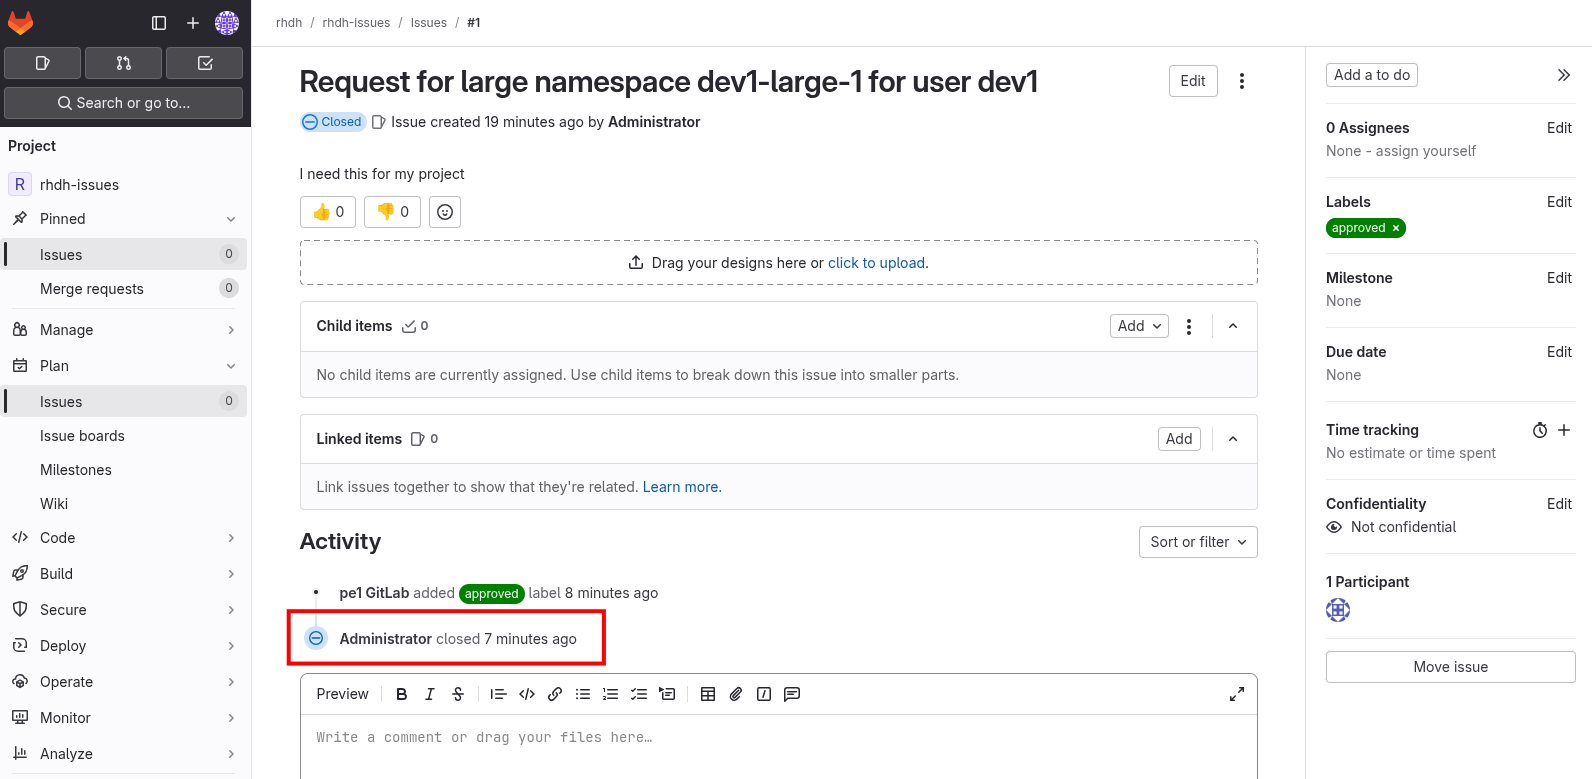 rhdh / rhdh-issues / Issues / #1
Search or go to...
Project
R rhdh-issues
Pinned
Issues 0
Merge requests 0
Manage
Plan
Issues 0
Issue boards
Milestones
Wiki
Code
Build
Secure
Deploy
Operate
Monitor
Analyze
Request for large namespace dev1-large-1 for user dev1
Edit
Closed Issue created 19 minutes ago by Administrator
I need this for my project
0 0
Drag your designs here or click to upload.
Child items 0 Add
No child items are currently assigned. Use child items to break down this issue into smaller parts.
Linked items 0 Add
Link issues together to show that they're related. Learn more.
Activity Sort or filter
pe1 GitLab added approved label 8 minutes ago
Administrator closed 7 minutes ago
Preview
Write a comment or drag your files here…
Add a to do
0 Assignees Edit
None - assign yourself
Labels Edit
approved
Milestone Edit
None
Due date Edit
None
Time tracking
No estimate or time spent
Confidentiality Edit
Not confidential
1 Participant
Move issue